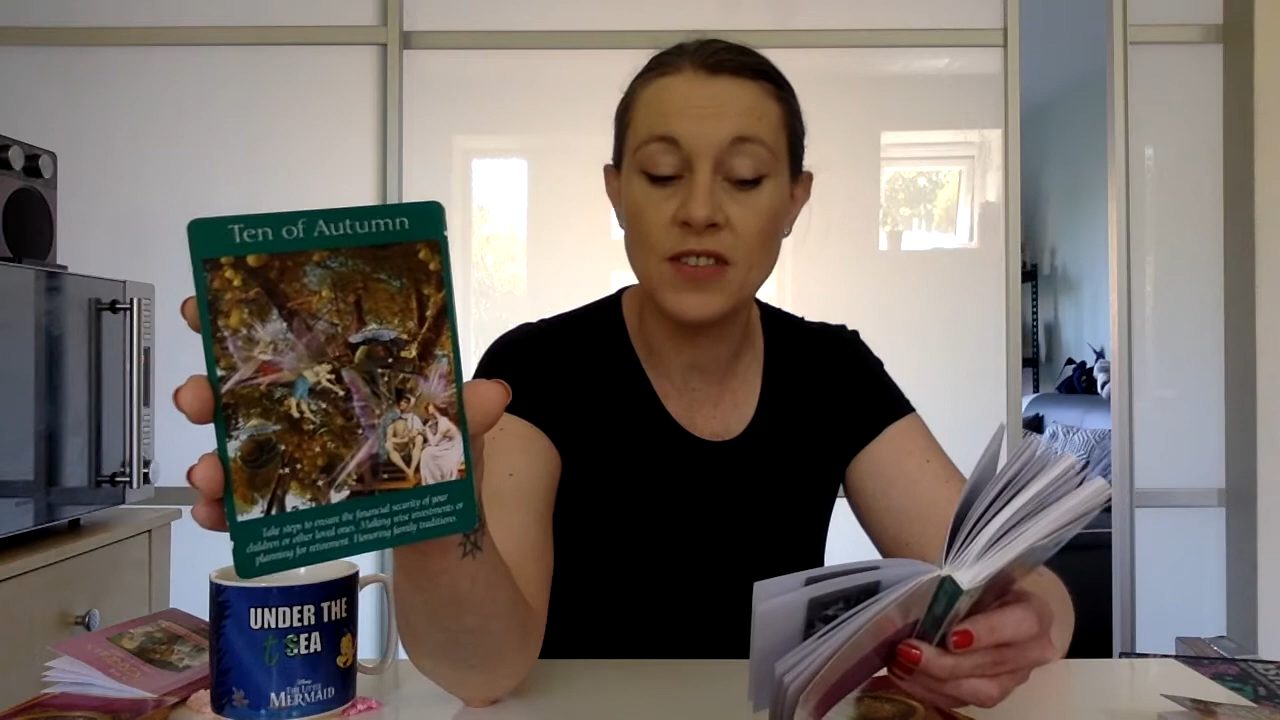 Ten of Autumn
Take steps to ensure the financial security of your
children or other loved ones. Making wise investments or
planning for retirement. Honoring family traditions.
UNDER THE
t SEA
Disney
THE LITTLE
MERMAID